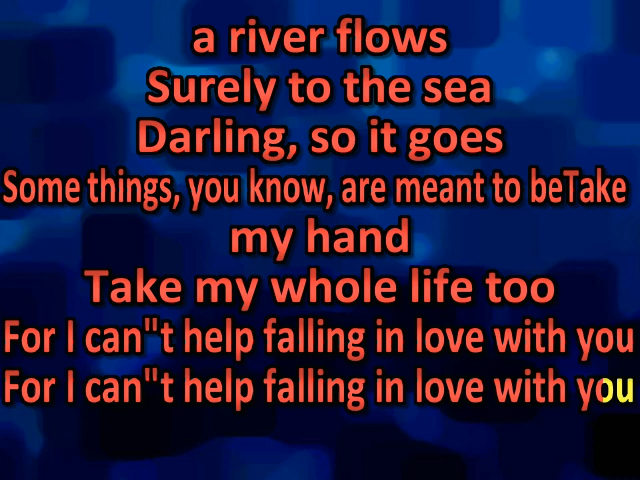 a river flows
Surely to the sea
Darling, so it goes
Some things, you know, are meant to beTake
my hand
Take my whole life too
For I can"t help falling in love with you
For I can"t help falling in love with you